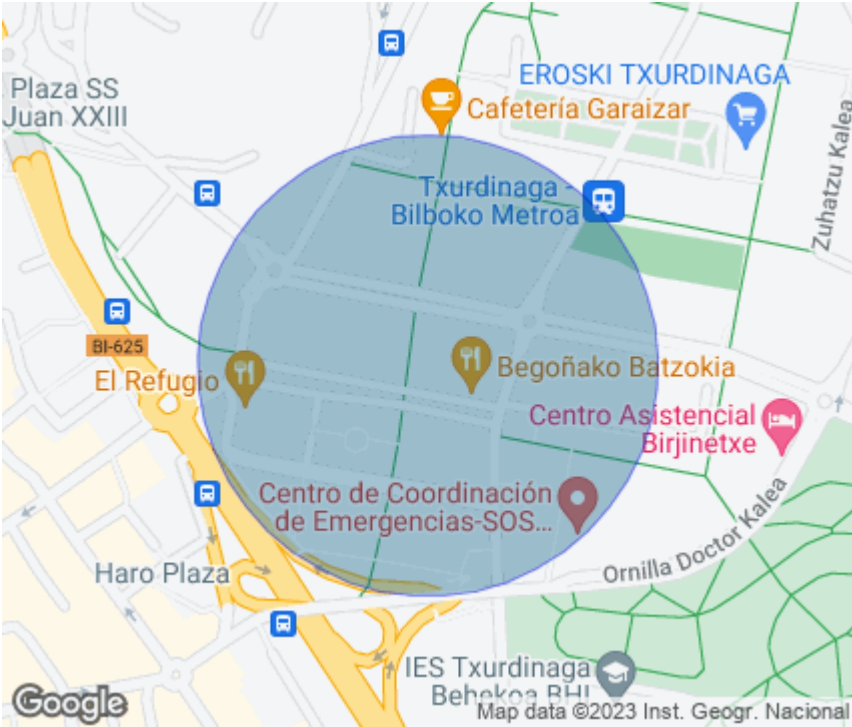 Plaza SS
Juan XXIII
EROSKI TXURDINAGA
Cafetería Garaizar
Zuhatzu Kalea
Txurdinaga -
Bilboko Metroa
BI-625
El Refugio
Begoñako Batzokia
Centro Asistencial
Birjinetxe
Centro de Coordinación
de Emergencias-SOS...
Ornilla Doctor Kalea
Haro Plaza
IES Txurdinaga
Behekoa BHI
Google
Map data ©2023 Inst. Geogr. Nacional